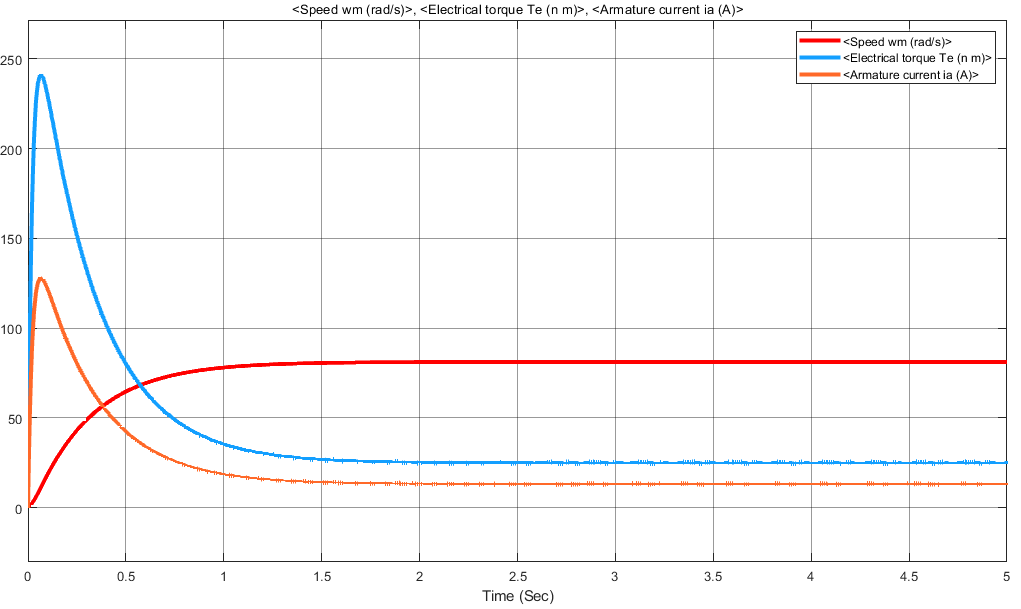 <Speed wm (rad/s)>, <Electrical torque Te (n m)>, <Armature current ia (A)>
<Speed wm (rad/s)>
<Electrical torque Te (n m)>
<Armature current ia (A)>
250
200
150
100
50
0
0 0.5 1 1.5 2 2.5 3 3.5 4 4.5 5
Time (Sec)